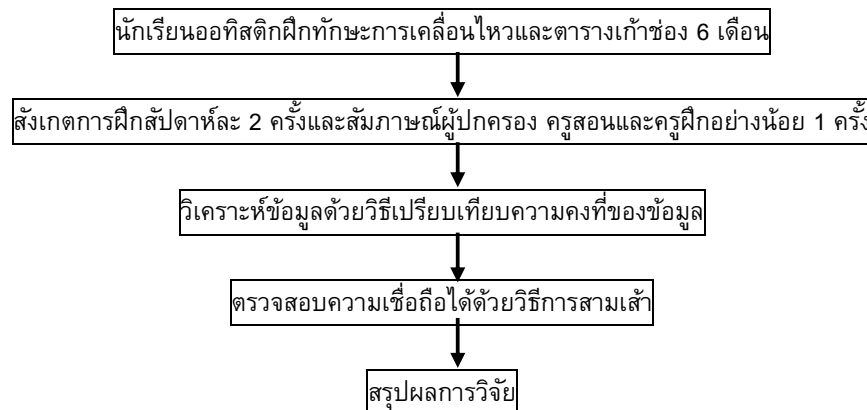 นักเรียนออทิสติกฝึกทักษะการเคลื่อนไหวและตารางเก้าช่อง 6 เดือน
สังเกตการฝึกสัปดาห์ละ 2 ครั้งและสัมภาษณ์ผู้ปกครอง ครูสอนและครูฝึกอย่างน้อย 1 ครั้ง
วิเคราะห์ข้อมูลด้วยวิธีเปรียบเทียบความคงที่ของข้อมูล
ตรวจสอบความเชื่อถือได้ด้วยวิธีการสามเส้า
สรุปผลการวิจัย